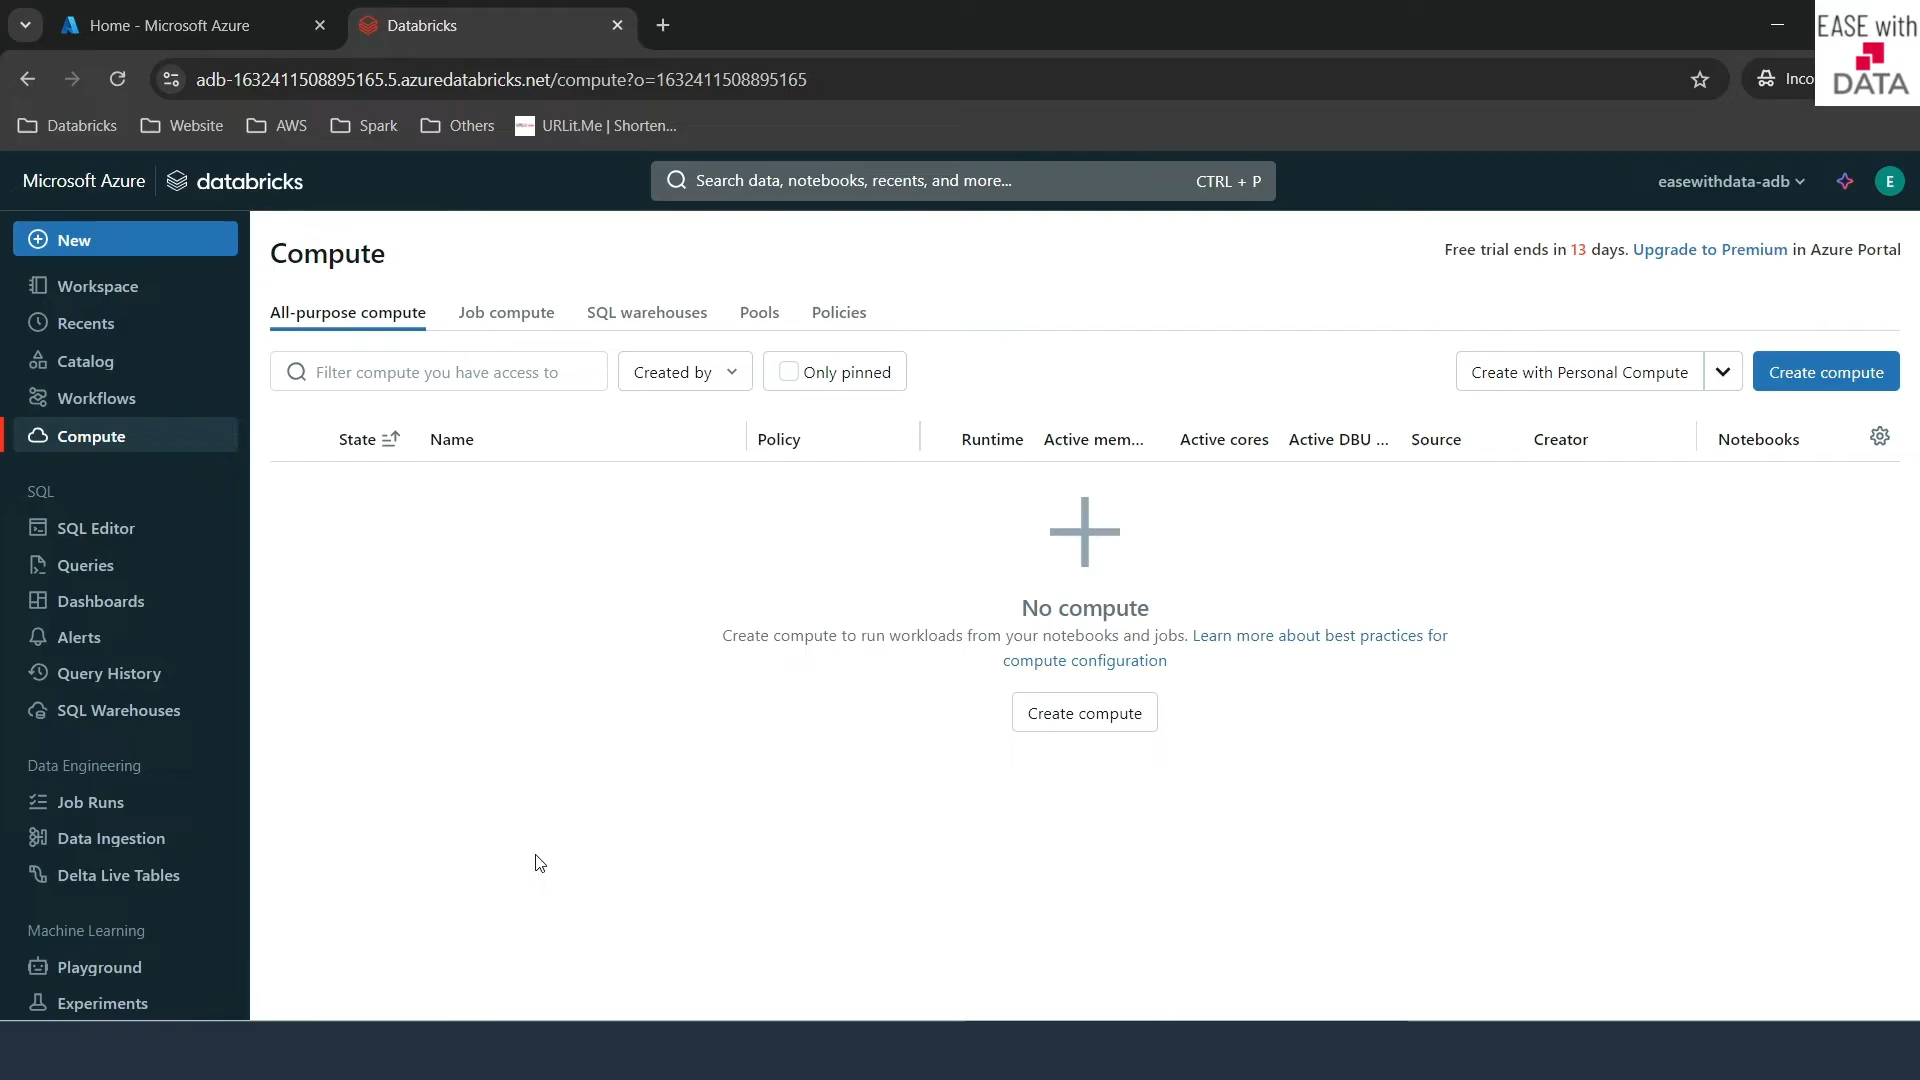 Home - Microsoft Azure
Databricks
EASE with
DATA
adb-1632411508895165.5.azuredatabricks.net/compute?o=1632411508895165
Inco
Databricks
Website
AWS
Spark
Others
URLit.Me | Shorten...
Microsoft Azure
databricks
Search data, notebooks, recents, and more...
CTRL + P
easewithdata-adb
E
New
Workspace
Recents
Catalog
Workflows
Compute
SQL
SQL Editor
Queries
Dashboards
Alerts
Query History
SQL Warehouses
Data Engineering
Job Runs
Data Ingestion
Delta Live Tables
Machine Learning
Playground
Experiments
Compute
Free trial ends in 13 days. Upgrade to Premium in Azure Portal
All-purpose compute
Job compute
SQL warehouses
Pools
Policies
Filter compute you have access to
Created by
Only pinned
Create with Personal Compute
Create compute
State
Name
Policy
Runtime
Active mem...
Active cores
Active DBU ...
Source
Creator
Notebooks
No compute
Create compute to run workloads from your notebooks and jobs. Learn more about best practices for
compute configuration
Create compute